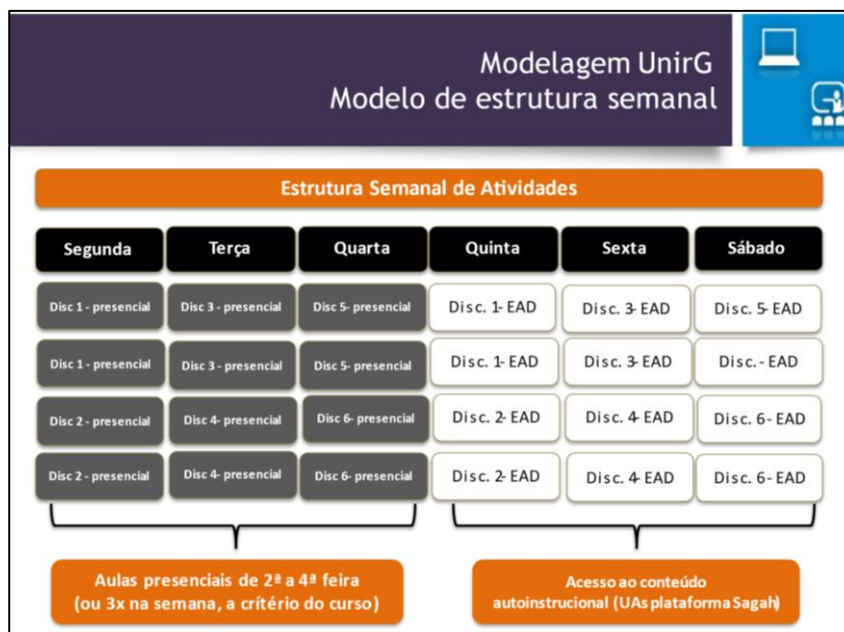 Modelagem UnirG
Modelo de estrutura semanal
Estrutura Semanal de Atividades
Segunda Terça Quarta Quinta Sexta Sábado
Disc 1 - presencial Disc 3 - presencial Disc 5- presencial Disc. 1- EAD Disc. 3- EAD Disc. 5- EAD
Disc 1 - presencial Disc 3 - presencial Disc 5- presencial Disc. 1- EAD Disc. 3- EAD Disc.- EAD
Disc 2 - presencial Disc 4- presencial Disc 6- presencial Disc. 2- EAD Disc. 4- EAD Disc. 6- EAD
Disc 2 - presencial Disc 4- presencial Disc 6- presencial Disc. 2- EAD Disc. 4- EAD Disc. 6- EAD
Aulas presenciais de 2ª a 4ª feira
(ou 3x na semana, a critério do curso)
Acesso ao conteúdo
autoinstrucional (UAs plataforma Sagah)